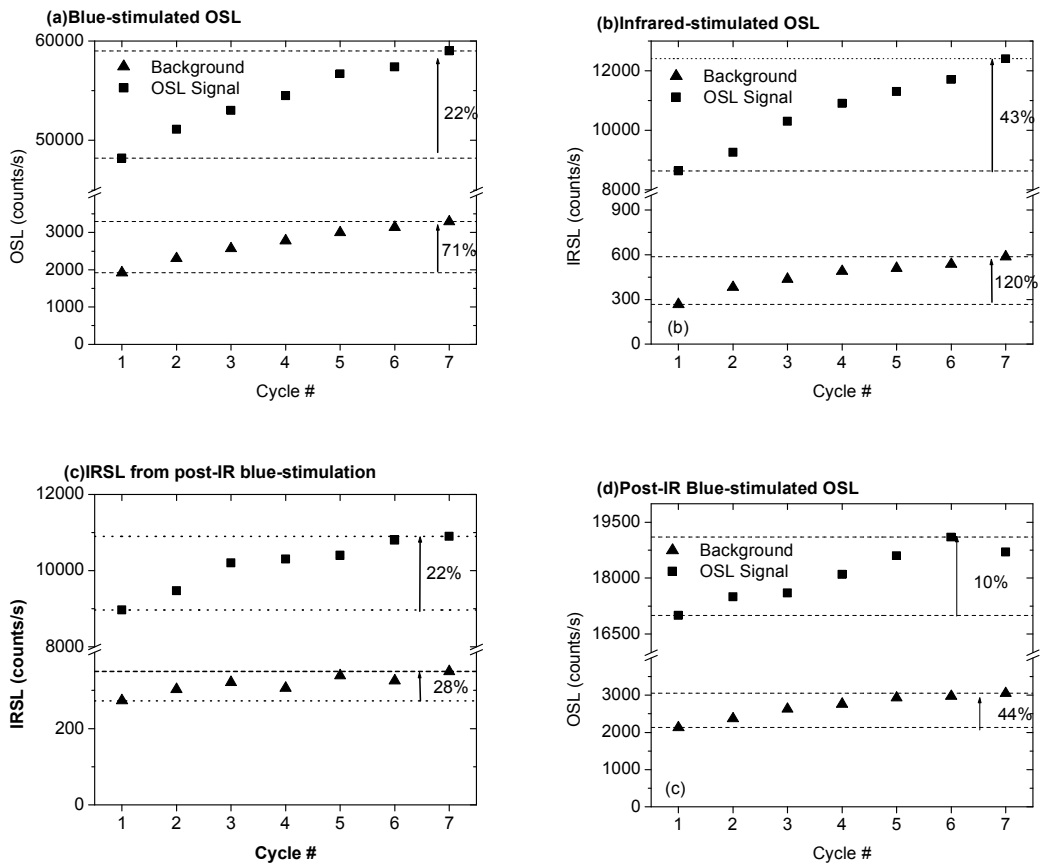 (a)Blue-stimulated OSL
60000
Background
OSL Signal
22%
50000
OSL (counts/s)
3000
71%
2000
1000
0
1 2 3 4 5 6 7
Cycle #
(b)Infrared-stimulated OSL
12000
Background
OSL Signal
43%
10000
8000
IRSL (counts/s)
900
600
120%
300
(b)
0
1 2 3 4 5 6 7
Cycle #
(c)IRSL from post-IR blue-stimulation
12000
10000
22%
8000
IRSL (counts/s)
28%
200
0
1 2 3 4 5 6 7
Cycle #
(d)Post-IR Blue-stimulated OSL
19500
Background
OSL Signal
18000
10%
16500
OSL (counts/s)
3000
44%
2000
1000
(c)
0
1 2 3 4 5 6 7
Cycle #